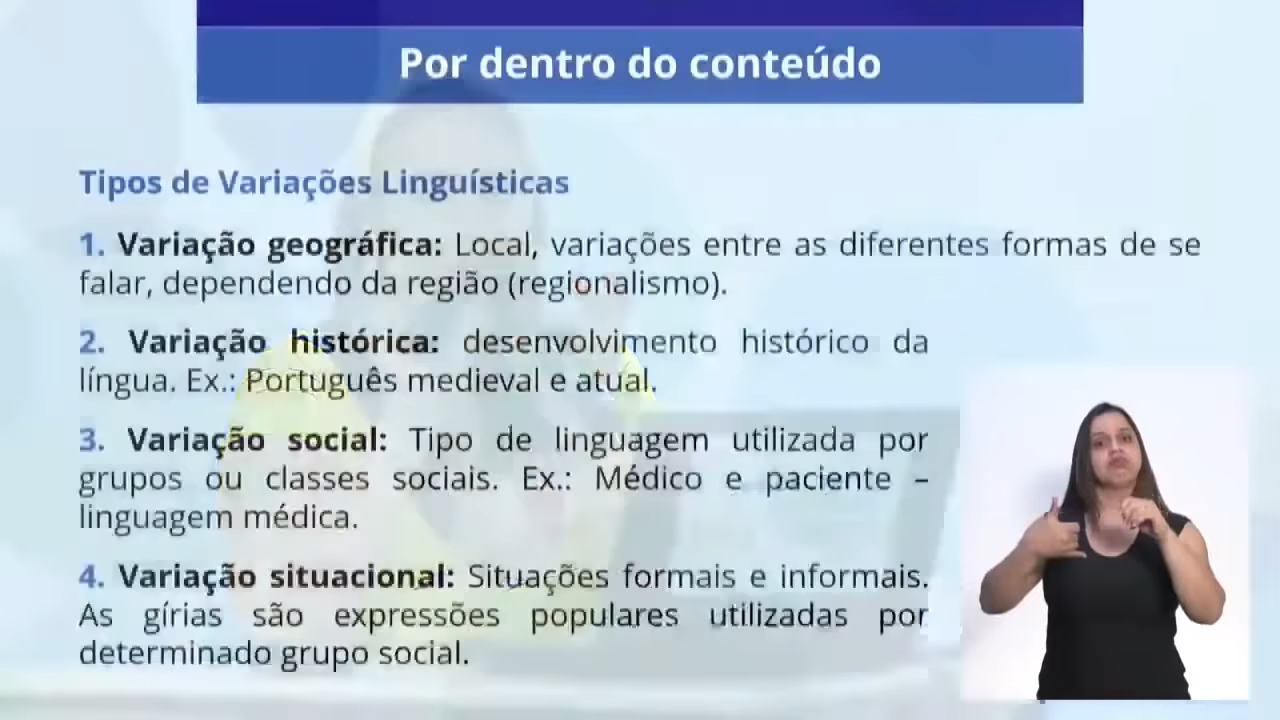 Por dentro do conteúdo
Tipos de Variações Linguísticas
1. Variação geográfica: Local, variações entre as diferentes formas de se
falar, dependendo da região (regionalismo).
2. Variação histórica: desenvolvimento histórico da
língua. Ex.: Português medieval e atual.
3. Variação social: Tipo de linguagem utilizada por
grupos ou classes sociais. Ex.: Médico e paciente –
linguagem médica.
4. Variação situacional: Situações formais e informais.
As gírias são expressões populares utilizadas por
determinado grupo social.